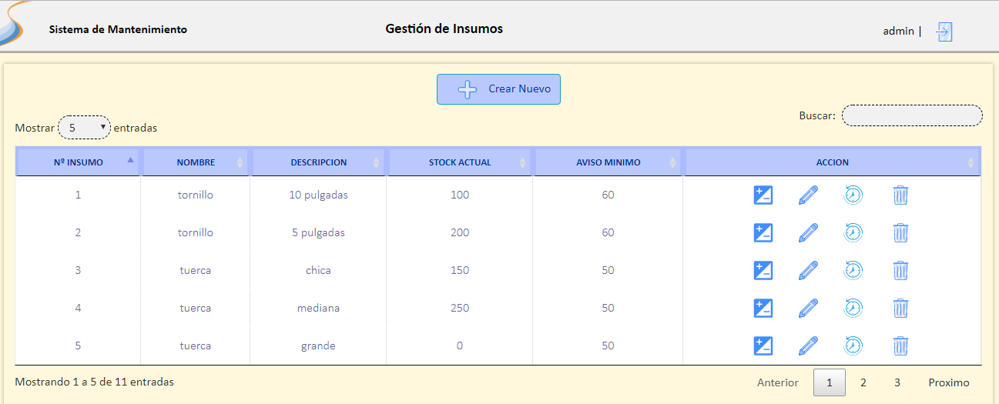 Sistema de Mantenimiento
Gestión de Insumos
admin |
Crear Nuevo
Mostrar 5 entradas
Buscar:
Nº INSUMO NOMBRE DESCRIPCION STOCK ACTUAL AVISO MINIMO ACCION
1 tornillo 10 pulgadas 100 60
2 tornillo 5 pulgadas 200 60
3 tuerca chica 150 50
4 tuerca mediana 250 50
5 tuerca grande 0 50
Mostrando 1 a 5 de 11 entradas
Anterior 1 2 3 Proximo